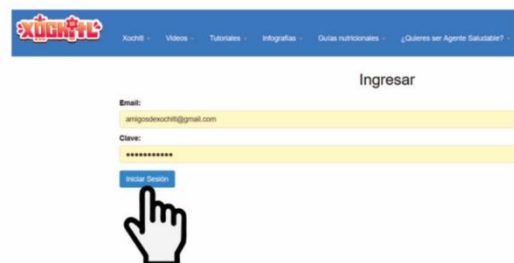 XOCHITL
Xochitl Videos Tutoriales Infografías Guías nutricionales ¿Quieres ser Agente Saludable?
Ingresar
Email:
amigosdexochitl@gmail.com
Clave:
•••••••••••
Iniciar Sesión